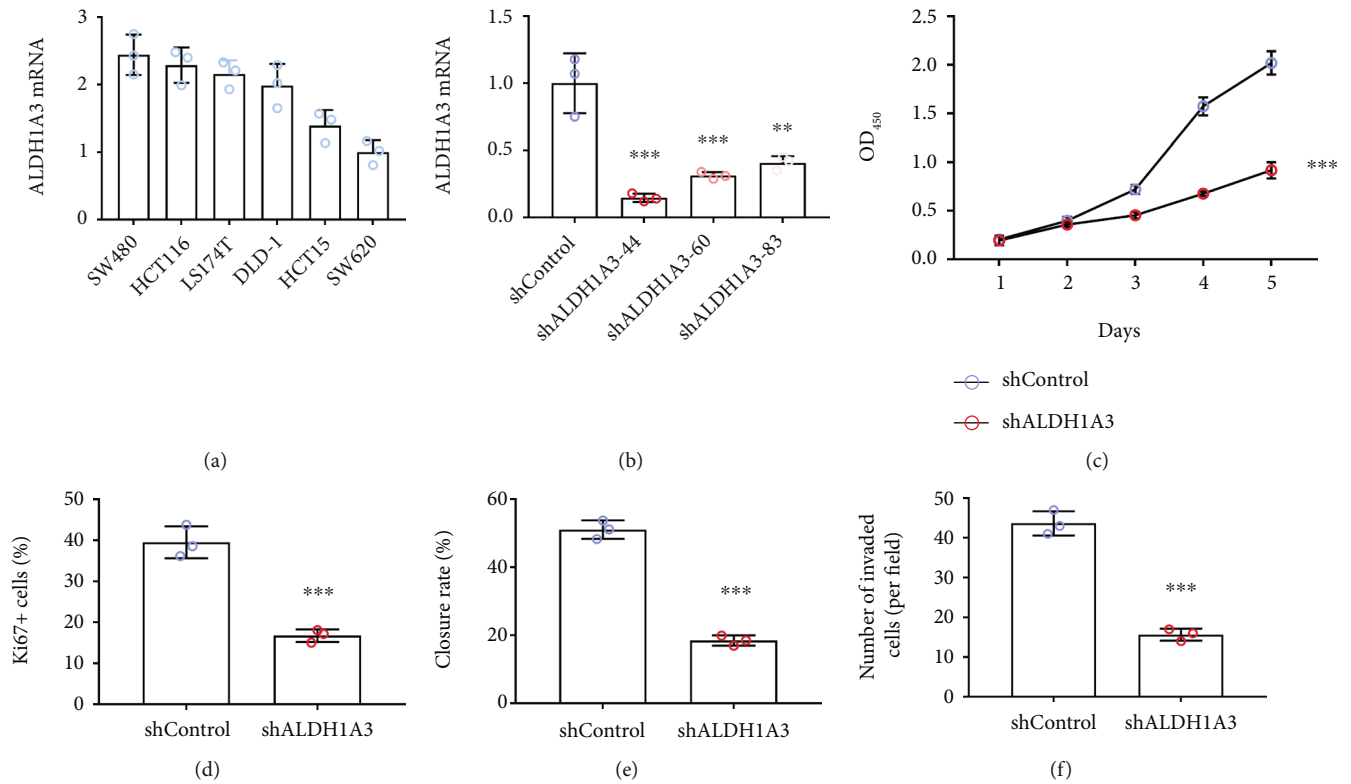 ALDH1A3 mRNA
3
2
1
0
SW480
HCT116
LS174T
DLD-1
HCT15
SW620
(a)
ALDH1A3 mRNA
1.5
1.0
0.5
0.0
***
***
**
shControl
shALDH1A3-44
shALDH1A3-60
shALDH1A3-83
(b)
OD450
2.5
2.0
1.5
1.0
0.5
0.0
***
1 2 3 4 5
Days
shControl
shALDH1A3
(c)
Ki67+ cells (%)
50
40
30
20
10
0
***
shControl shALDH1A3
(d)
Closure rate (%)
60
40
20
0
***
shControl shALDH1A3
(e)
Number of invaded
cells (per field)
50
40
30
20
10
0
***
shControl shALDH1A3
(f)